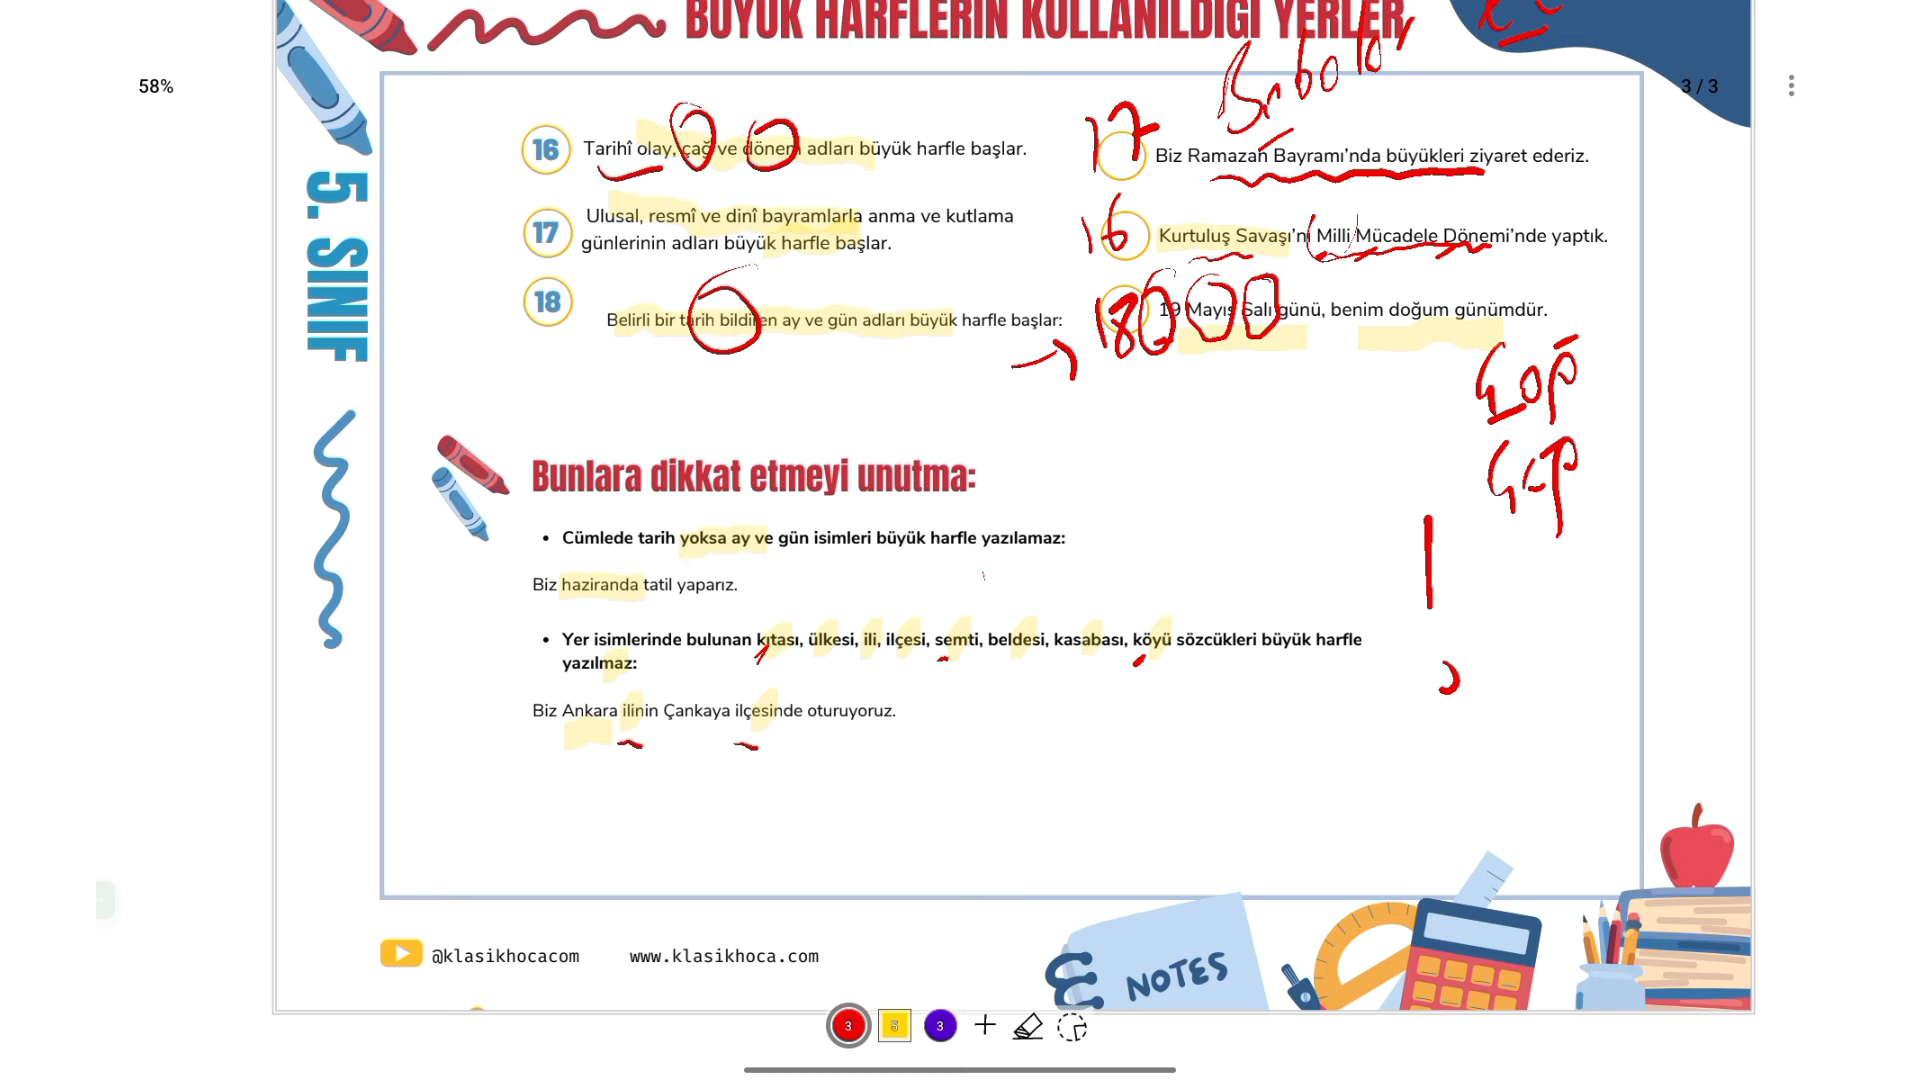 BÜYÜK HARFLERİN KULLANILDIĞI YERLER
58%
3 / 3
5. SINIF
16 Tarihî olay, çağ ve dönem adları büyük harfle başlar.
17 Biz Ramazan Bayramı’nda büyükleri ziyaret ederiz.
17 Ulusal, resmî ve dinî bayramlarla anma ve kutlama
günlerinin adları büyük harfle başlar.
16 Kurtuluş Savaşı’nı Milli Mücadele Dönemi’nde yaptık.
18 Belirli bir tarih bildiren ay ve gün adları büyük harfle başlar:
18 19 Mayıs Salı günü, benim doğum günümdür.
Bunlara dikkat etmeyi unutma:
• Cümlede tarih yoksa ay ve gün isimleri büyük harfle yazılamaz:
Biz haziranda tatil yaparız.
• Yer isimlerinde bulunan kıtası, ülkesi, ili, ilçesi, semti, beldesi, kasabası, köyü sözcükleri büyük harfle
yazılmaz:
Biz Ankara ilinin Çankaya ilçesinde oturuyoruz.
@klasikhocacom www.klasikhoca.com
NOTES
3 5 3